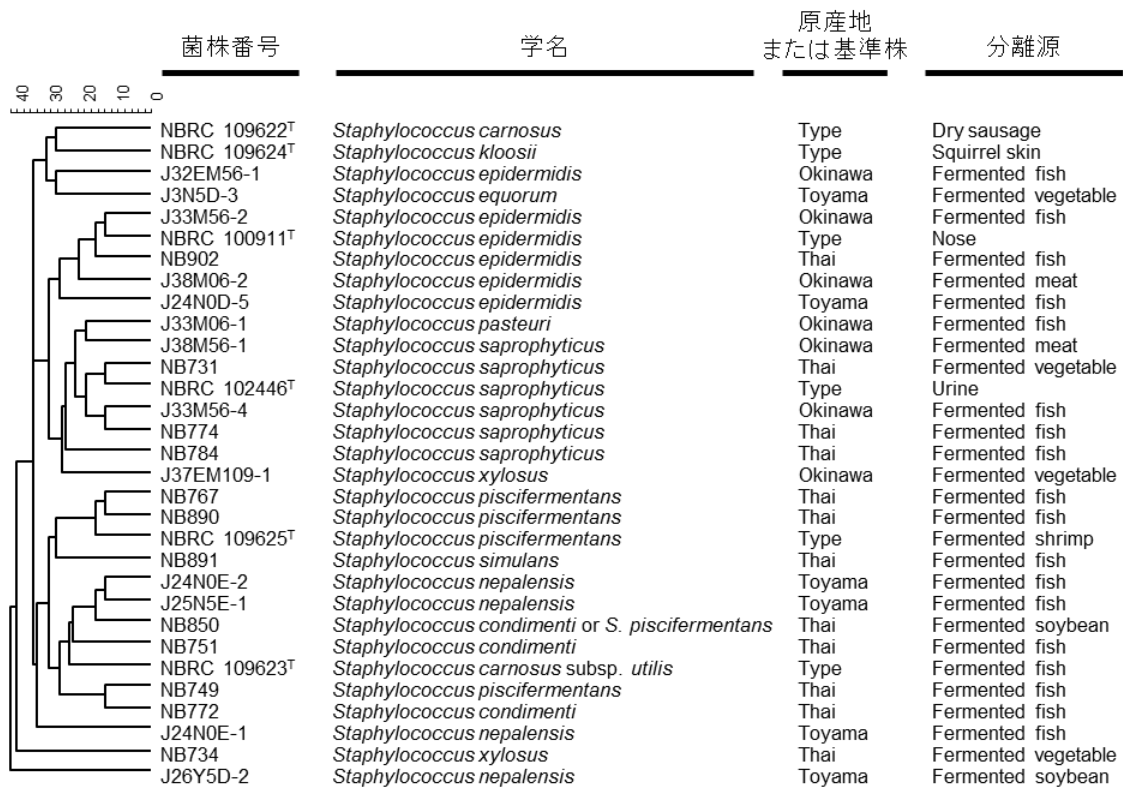 原産地
菌株番号 学名 または基準株 分離源
40 30 20 10 0
NBRC 109622ᵀ Staphylococcus carnosus Type Dry sausage
NBRC 109624ᵀ Staphylococcus kloosii Type Squirrel skin
J32EM56-1 Staphylococcus epidermidis Okinawa Fermented fish
J3N5D-3 Staphylococcus equorum Toyama Fermented vegetable
J33M56-2 Staphylococcus epidermidis Okinawa Fermented fish
NBRC 100911ᵀ Staphylococcus epidermidis Type Nose
NB902 Staphylococcus epidermidis Thai Fermented fish
J38M06-2 Staphylococcus epidermidis Okinawa Fermented meat
J24N0D-5 Staphylococcus epidermidis Toyama Fermented fish
J33M06-1 Staphylococcus pasteuri Okinawa Fermented fish
J38M56-1 Staphylococcus saprophyticus Okinawa Fermented meat
NB731 Staphylococcus saprophyticus Thai Fermented vegetable
NBRC 102446ᵀ Staphylococcus saprophyticus Type Urine
J33M56-4 Staphylococcus saprophyticus Okinawa Fermented fish
NB774 Staphylococcus saprophyticus Thai Fermented fish
NB784 Staphylococcus saprophyticus Thai Fermented fish
J37EM109-1 Staphylococcus xylosus Okinawa Fermented vegetable
NB767 Staphylococcus piscifermentans Thai Fermented fish
NB890 Staphylococcus piscifermentans Thai Fermented fish
NBRC 109625ᵀ Staphylococcus piscifermentans Type Fermented shrimp
NB891 Staphylococcus simulans Thai Fermented fish
J24N0E-2 Staphylococcus nepalensis Toyama Fermented fish
J25N5E-1 Staphylococcus nepalensis Toyama Fermented fish
NB850 Staphylococcus condimenti or S. piscifermentans Thai Fermented soybean
NB751 Staphylococcus condimenti Thai Fermented fish
NBRC 109623ᵀ Staphylococcus carnosus subsp. utilis Type Fermented fish
NB749 Staphylococcus piscifermentans Thai Fermented fish
NB772 Staphylococcus condimenti Thai Fermented fish
J24N0E-1 Staphylococcus nepalensis Toyama Fermented fish
NB734 Staphylococcus xylosus Thai Fermented vegetable
J26Y5D-2 Staphylococcus nepalensis Toyama Fermented soybean